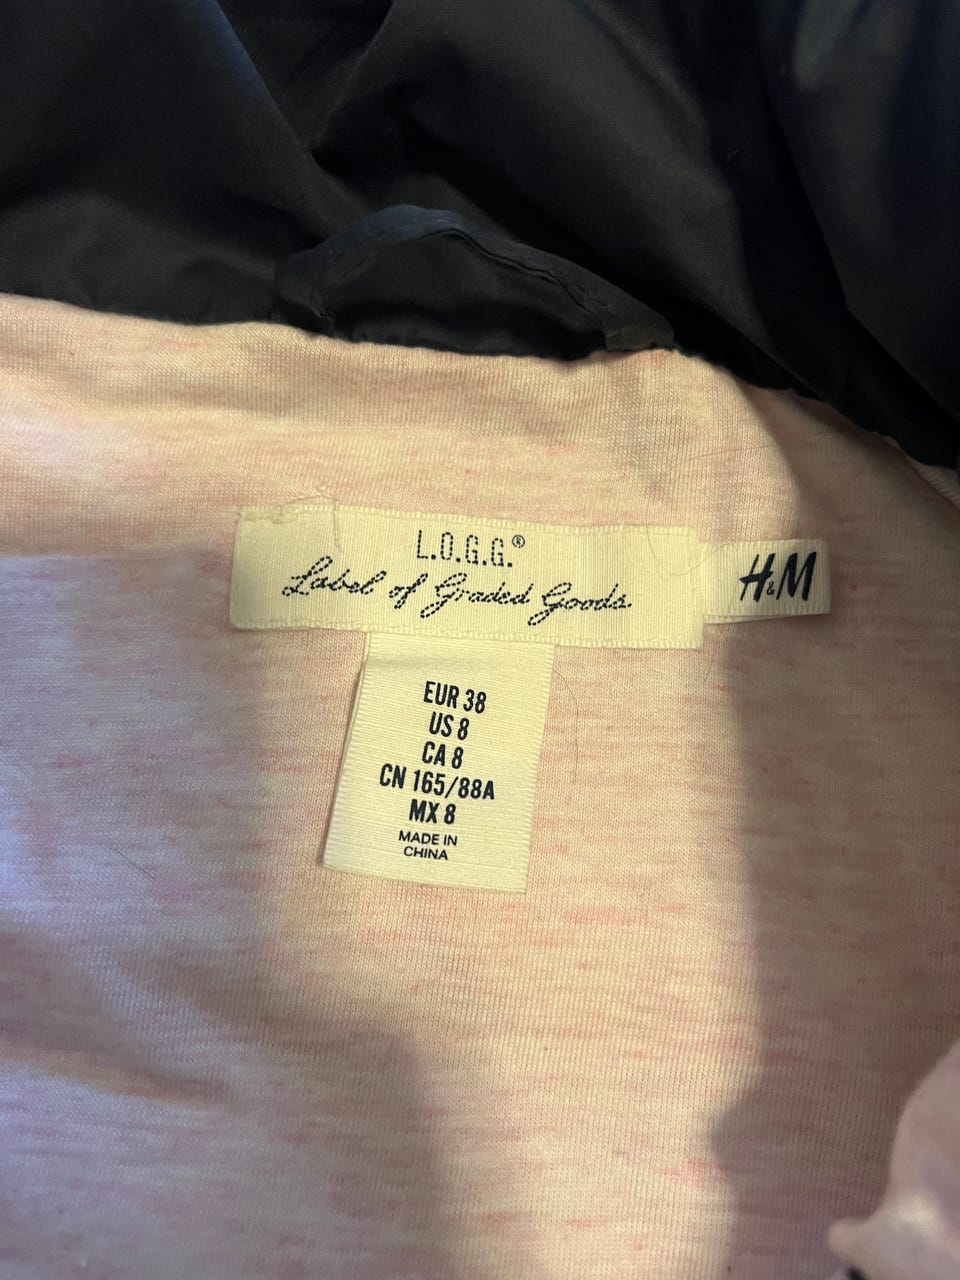 L.O.G.G.®
Label of Graded Goods
H&M
EUR 38
US 8
CA 8
CN 165/88A
MX 8
MADE IN
CHINA